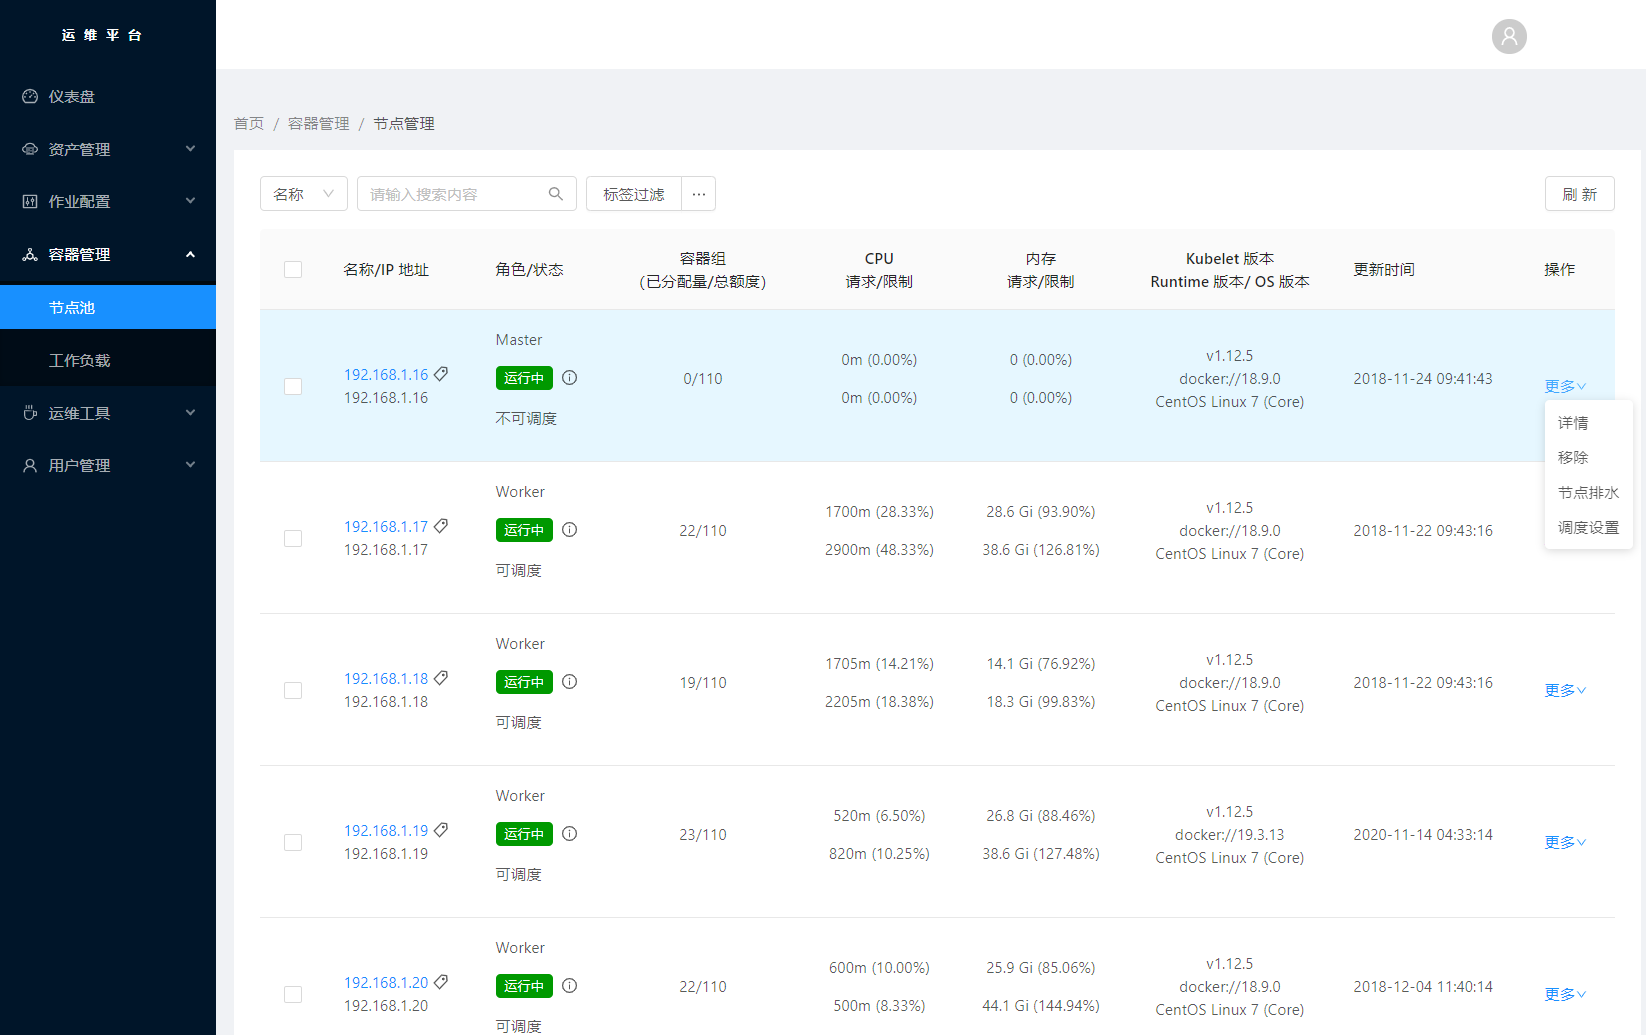 运 维 平 台
仪表盘
资产管理
作业配置
容器管理
节点池
工作负载
运维工具
用户管理
首页 / 容器管理 / 节点管理
名称 请输入搜索内容 标签过滤 ··· 刷 新
名称/IP 地址 角色/状态 容器组 (已分配量/总额度) CPU 请求/限制 内存 请求/限制 Kubelet 版本 Runtime 版本/ OS 版本 更新时间 操作
Master
192.168.1.16
192.168.1.16
运行中
不可调度
0/110
0m (0.00%)
0m (0.00%)
0 (0.00%)
0 (0.00%)
v1.12.5
docker://18.9.0
CentOS Linux 7 (Core)
2018-11-24 09:41:43
更多
详情
移除
节点排水
调度设置
Worker
192.168.1.17
192.168.1.17
运行中
可调度
22/110
1700m (28.33%)
2900m (48.33%)
28.6 Gi (93.90%)
38.6 Gi (126.81%)
v1.12.5
docker://18.9.0
CentOS Linux 7 (Core)
2018-11-22 09:43:16
Worker
192.168.1.18
192.168.1.18
运行中
可调度
19/110
1705m (14.21%)
2205m (18.38%)
14.1 Gi (76.92%)
18.3 Gi (99.83%)
v1.12.5
docker://18.9.0
CentOS Linux 7 (Core)
2018-11-22 09:43:16
更多
Worker
192.168.1.19
192.168.1.19
运行中
可调度
23/110
520m (6.50%)
820m (10.25%)
26.8 Gi (88.46%)
38.6 Gi (127.48%)
v1.12.5
docker://19.3.13
CentOS Linux 7 (Core)
2020-11-14 04:33:14
更多
Worker
192.168.1.20
192.168.1.20
运行中
可调度
22/110
600m (10.00%)
500m (8.33%)
25.9 Gi (85.06%)
44.1 Gi (144.94%)
v1.12.5
docker://18.9.0
CentOS Linux 7 (Core)
2018-12-04 11:40:14
更多